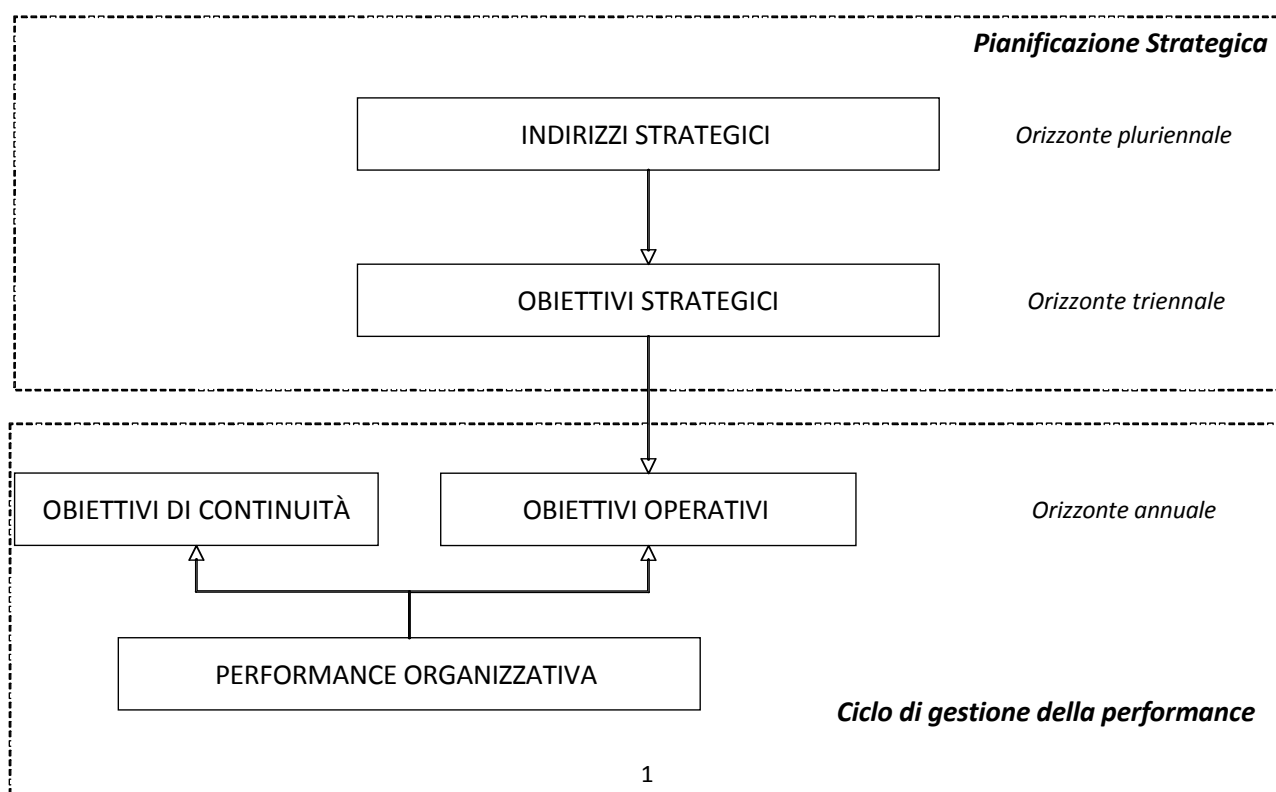 Pianificazione Strategica
INDIRIZZI STRATEGICI
Orizzonte pluriennale
OBIETTIVI STRATEGICI
Orizzonte triennale
OBIETTIVI DI CONTINUITÀ
OBIETTIVI OPERATIVI
Orizzonte annuale
PERFORMANCE ORGANIZZATIVA
Ciclo di gestione della performance
1